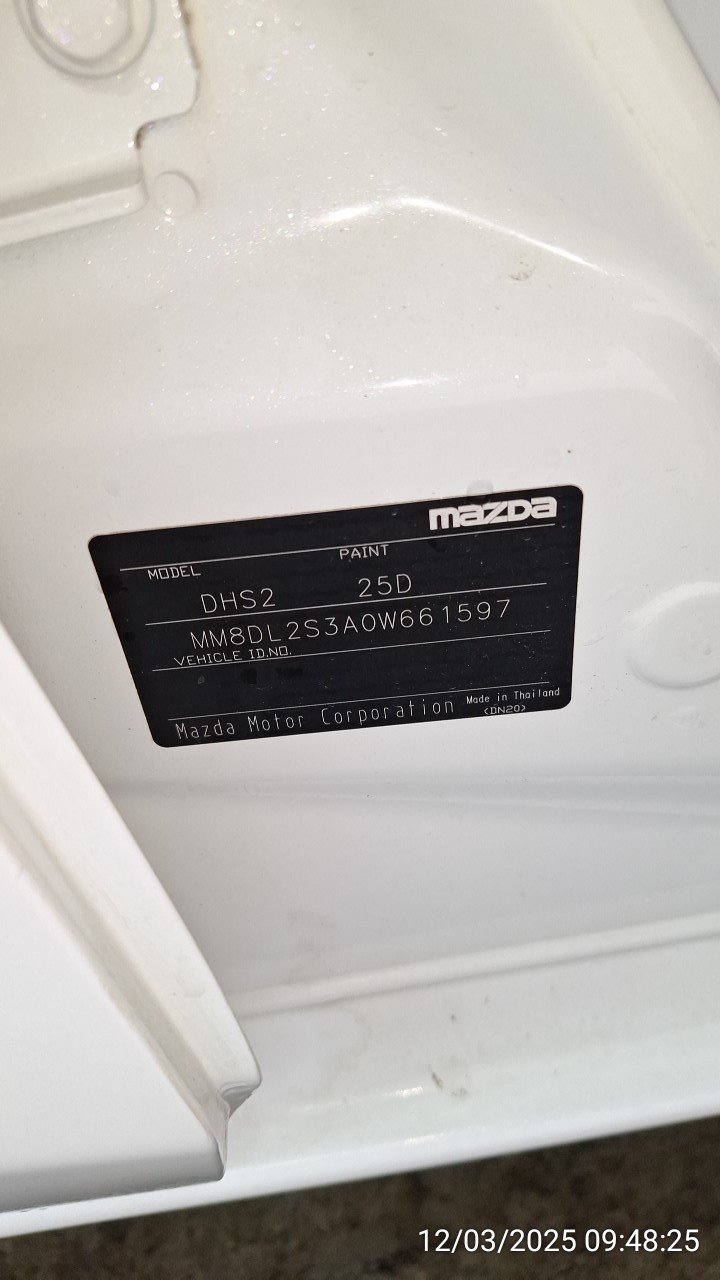 mazda
MODEL PAINT
DHS2 25D
MM8DL2S3A0W661597
VEHICLE ID.NO.
Mazda Motor Corporation Made in Thailand
<DN20>
12/03/2025 09:48:25